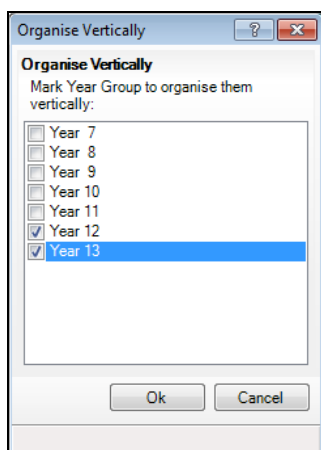 Organise Vertically
Organise Vertically
Mark Year Group to organise them
vertically:
Year 7
Year 8
Year 9
Year 10
Year 11
Year 12
Year 13
Ok Cancel